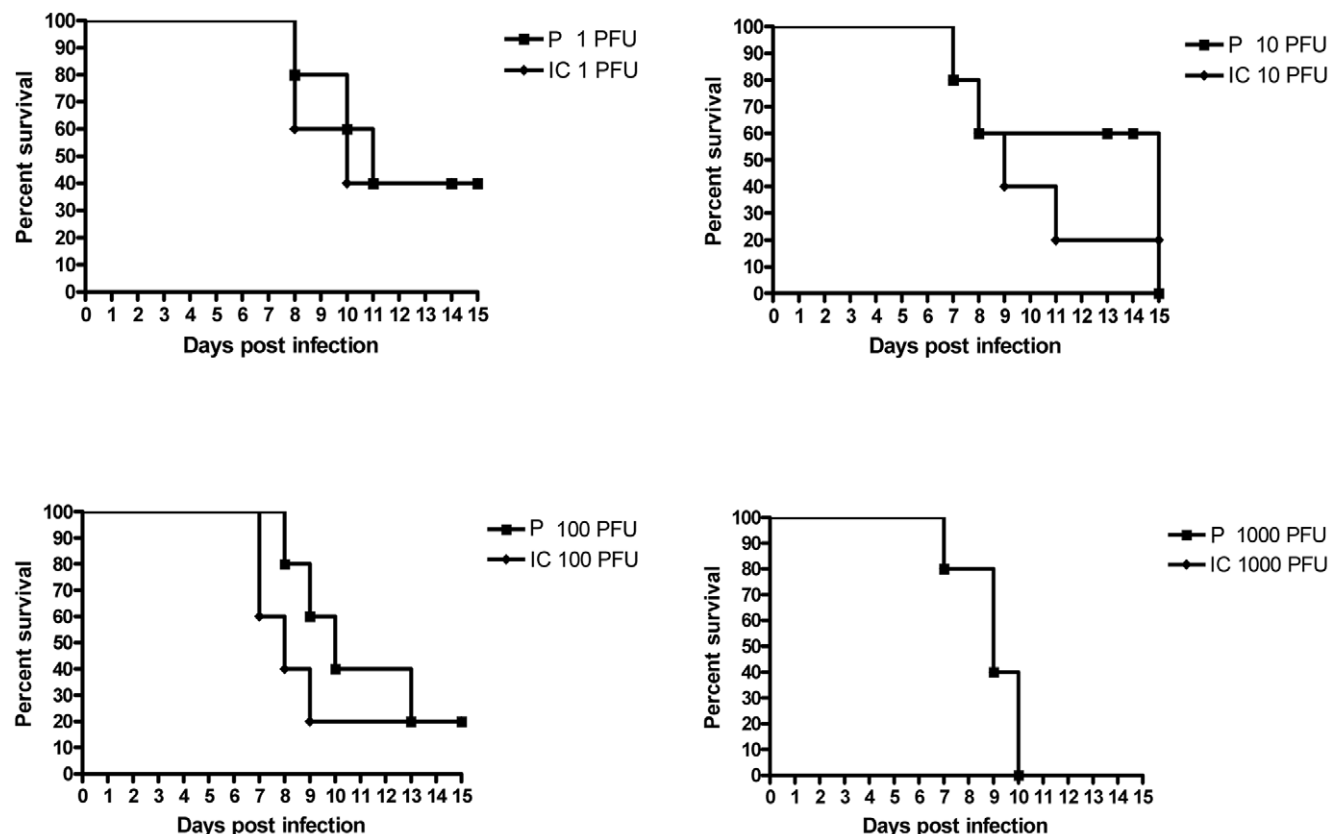 100
90
80
70
60
50
40
30
20
10
0
Percent survival
0 1 2 3 4 5 6 7 8 9 10 11 12 13 14 15
Days post infection
P 1 PFU
IC 1 PFU
100
90
80
70
60
50
40
30
20
10
0
Percent survival
0 1 2 3 4 5 6 7 8 9 10 11 12 13 14 15
Days post infection
P 10 PFU
IC 10 PFU
100
90
80
70
60
50
40
30
20
10
0
Percent survival
0 1 2 3 4 5 6 7 8 9 10 11 12 13 14 15
Days post infection
P 100 PFU
IC 100 PFU
100
90
80
70
60
50
40
30
20
10
0
Percent survival
0 1 2 3 4 5 6 7 8 9 10 11 12 13 14 15
Days post infection
P 1000 PFU
IC 1000 PFU